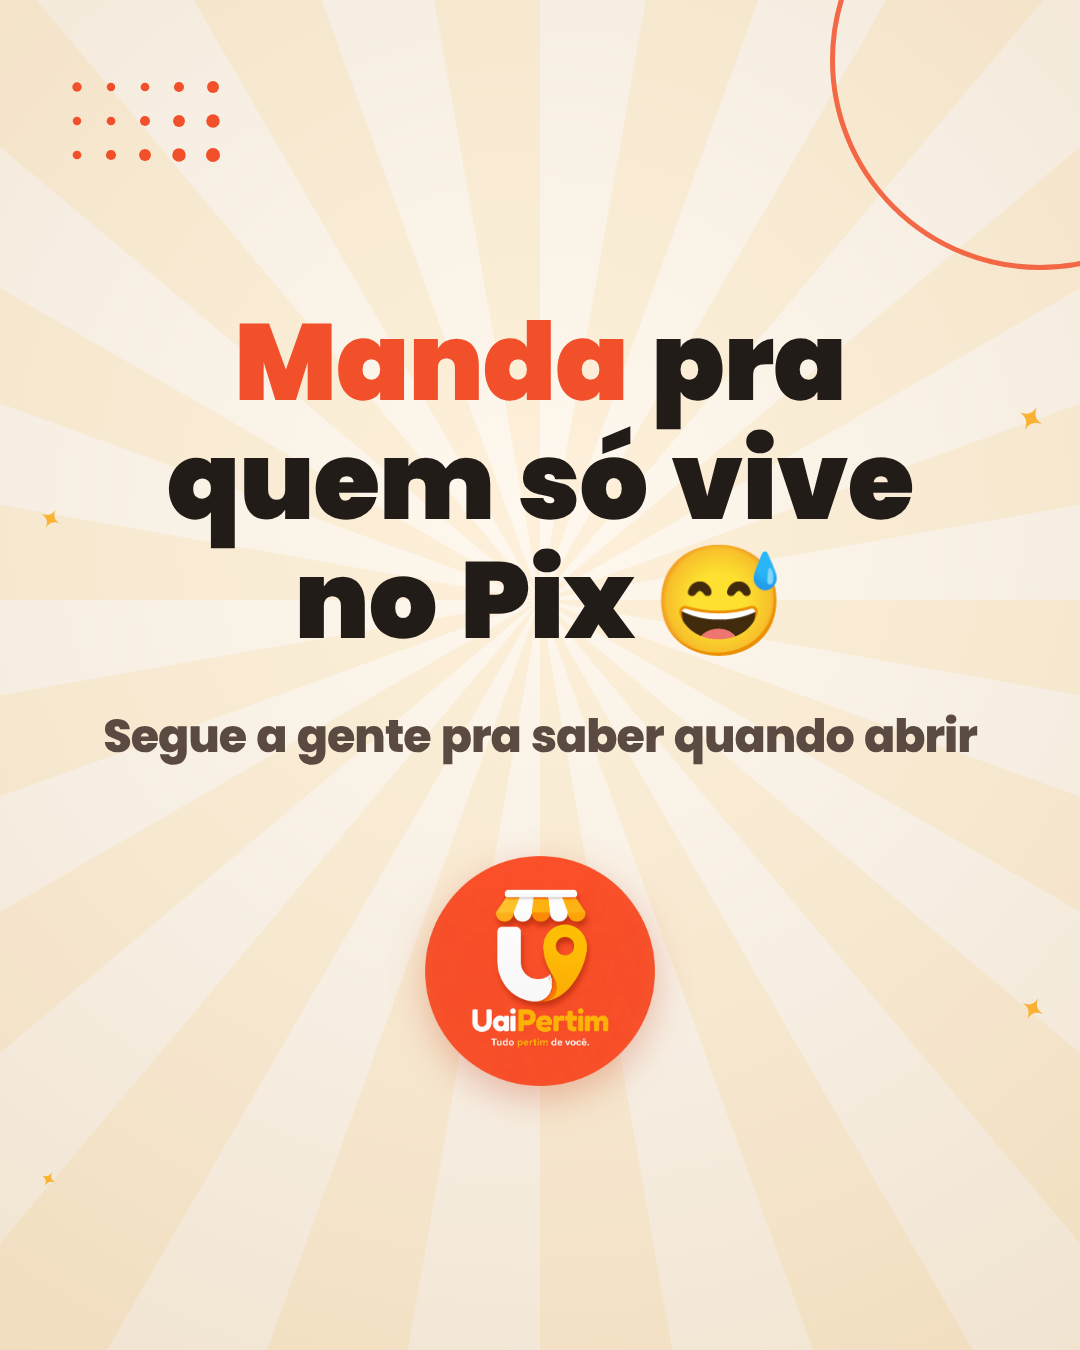 Manda pra
quem só vive
no Pix 😅
Segue a gente pra saber quando abrir
UaiPertim
Tudo pertim de você.